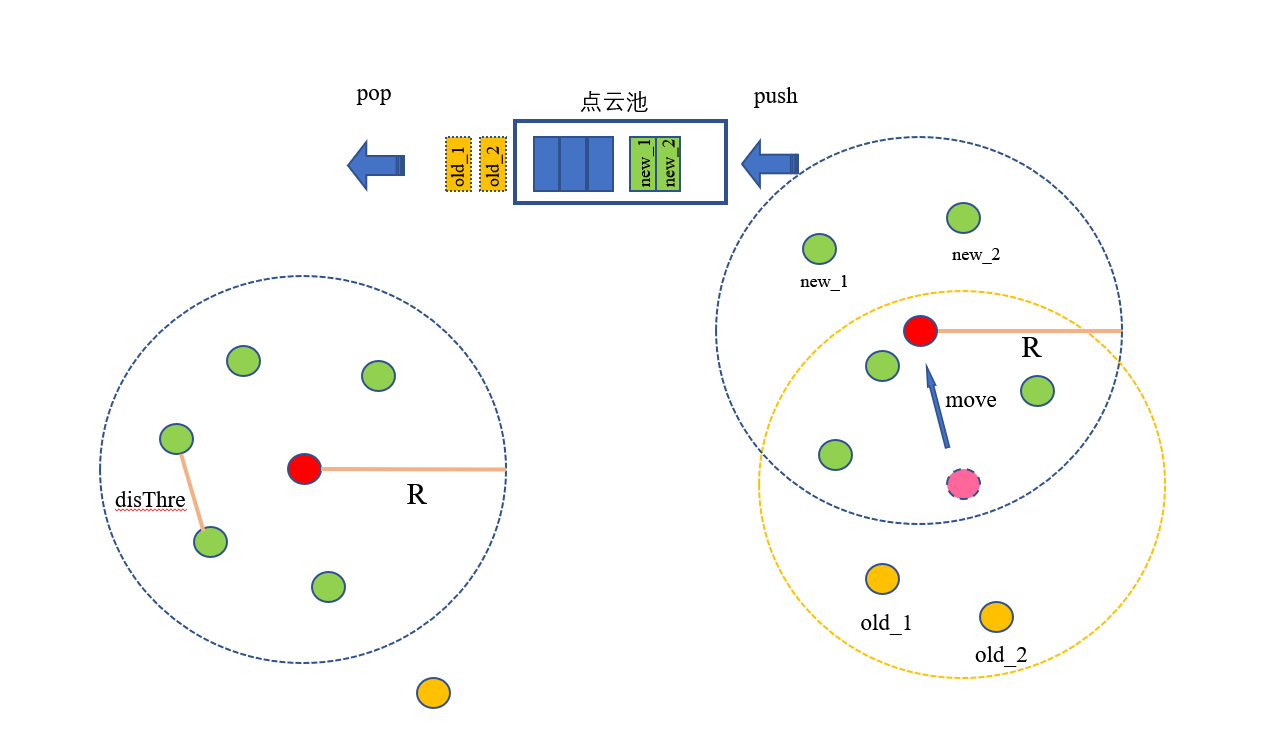 pop
点云池
push
old_1
old_2
new_1
new_2
new_2
new_1
R
move
disThre
R
old_1
old_2